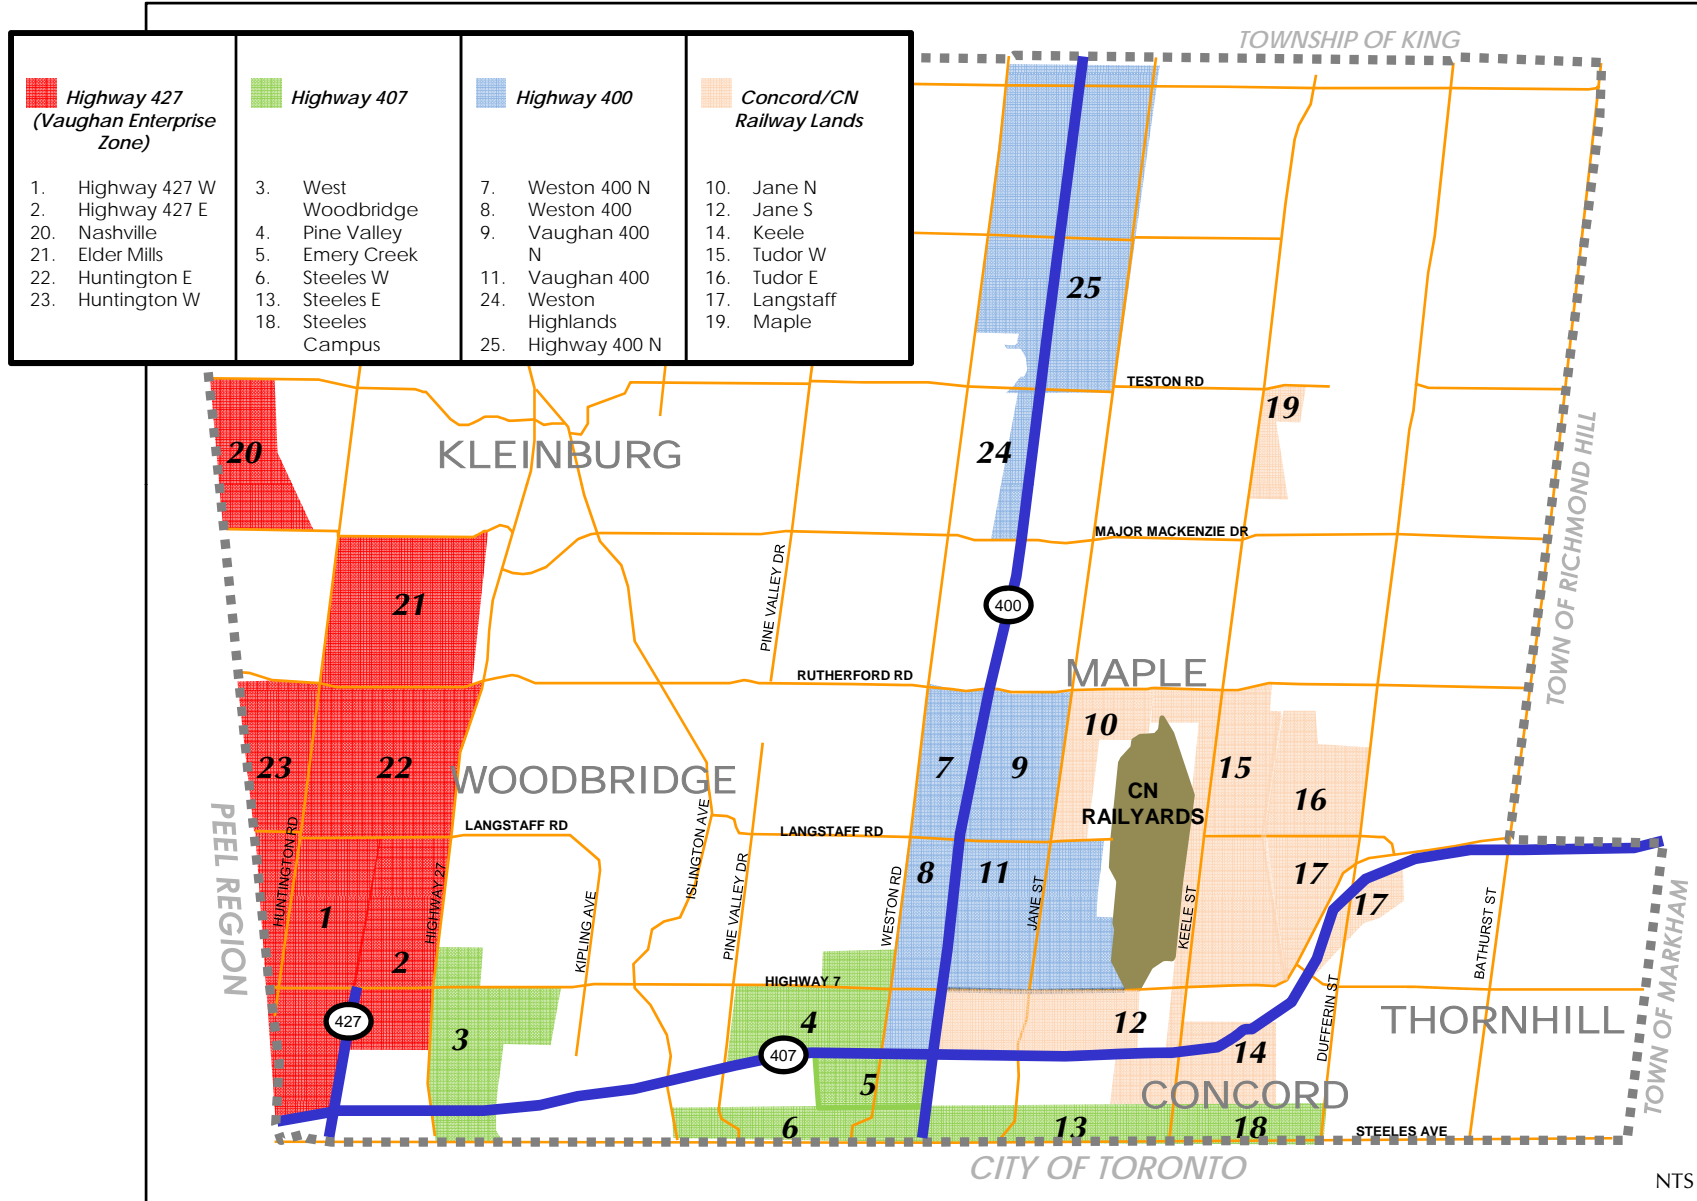 TOWNSHIP OF KING
Highway 427
(Vaughan Enterprise
Zone)
1. Highway 427 W
2. Highway 427 E
20. Nashville
21. Elder Mills
22. Huntington E
23. Huntington W
Highway 407
3. West
Woodbridge
4. Pine Valley
5. Emery Creek
6. Steeles W
13. Steeles E
18. Steeles
Campus
Highway 400
7. Weston 400 N
8. Weston 400
9. Vaughan 400
N
11. Vaughan 400
24. Weston
Highlands
25. Highway 400 N
Concord/CN
Railway Lands
10. Jane N
12. Jane S
14. Keele
15. Tudor W
16. Tudor E
17. Langstaff
19. Maple
25
TESTON RD
19
20
KLEINBURG
24
TOWN OF RICHMOND HILL
MAJOR MACKENZIE DR
PINE VALLEY DR
21
400
RUTHERFORD RD
MAPLE
10
23
22
WOODBRIDGE
7
9
15
CN
RAILYARDS
16
PEEL REGION
HUNTINGTON RD
LANGSTAFF RD
LANGSTAFF RD
ISLINGTON AVE
HIGHWAY 27
KIPLING AVE
PINE VALLEY DR
WESTON RD
8
11
JANE ST
KEELE ST
17
17
BATHURST ST
1
2
HIGHWAY 7
427
3
4
12
DUFFERIN ST
THORNHILL
TOWN OF MARKHAM
407
14
5
CONCORD
6
13
18
STEELES AVE
CITY OF TORONTO
NTS